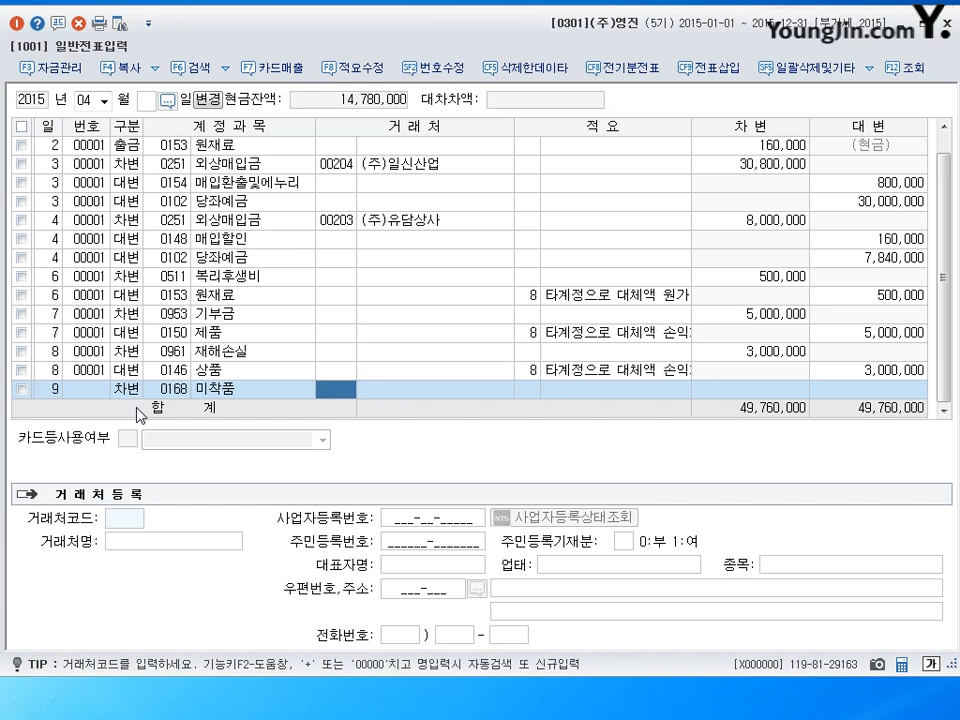 [0301](주)영진 (5기) 2015-01-01 ~ 2015-12-31 [부가세 2015]
YoungJin.com Y.
[1001] 일반전표입력
F3 자금관리 F4 복사 F6 검색 F7 카드매출 F8 적요수정 SF2 번호수정 CF5 삭제한데이타 CF8 전기분전표 CF9 전표삽입 SF5 일괄삭제및기타 F12 조회
2015 년 04 월 일 변경 현금잔액: 14,780,000 대차차액:
일 번호 구분 계 정 과 목 거 래 처 적 요 차 변 대 변
2 00001 출금 0153 원재료 160,000 (현금)
3 00001 차변 0251 외상매입금 00204 (주)일신산업 30,800,000
3 00001 대변 0154 매입환출및에누리 800,000
3 00001 대변 0102 당좌예금 30,000,000
4 00001 차변 0251 외상매입금 00203 (주)유담상사 8,000,000
4 00001 대변 0148 매입할인 160,000
4 00001 대변 0102 당좌예금 7,840,000
6 00001 차변 0511 복리후생비 500,000
6 00001 대변 0153 원재료 8 타계정으로 대체액 원가 500,000
7 00001 차변 0953 기부금 5,000,000
7 00001 대변 0150 제품 8 타계정으로 대체액 손익 5,000,000
8 00001 차변 0961 재해손실 3,000,000
8 00001 대변 0146 상품 8 타계정으로 대체액 손익 3,000,000
9 차변 0168 미착품
합 계 49,760,000 49,760,000
카드등사용여부
거 래 처 등 록
거래처코드: 사업자등록번호: ___-__-_____ NTS 사업자등록상태조회
거래처명: 주민등록번호: ______-_______ 주민등록기재분: 0:부 1:여
대표자명: 업태: 종목:
우편번호,주소: ___-___
전화번호: ) -
TIP : 거래처코드를 입력하세요. 기능키F2-도움창, '+' 또는 '00000'치고 명입력시 자동검색 또 신규입력 [X000000] 119-81-29163 가